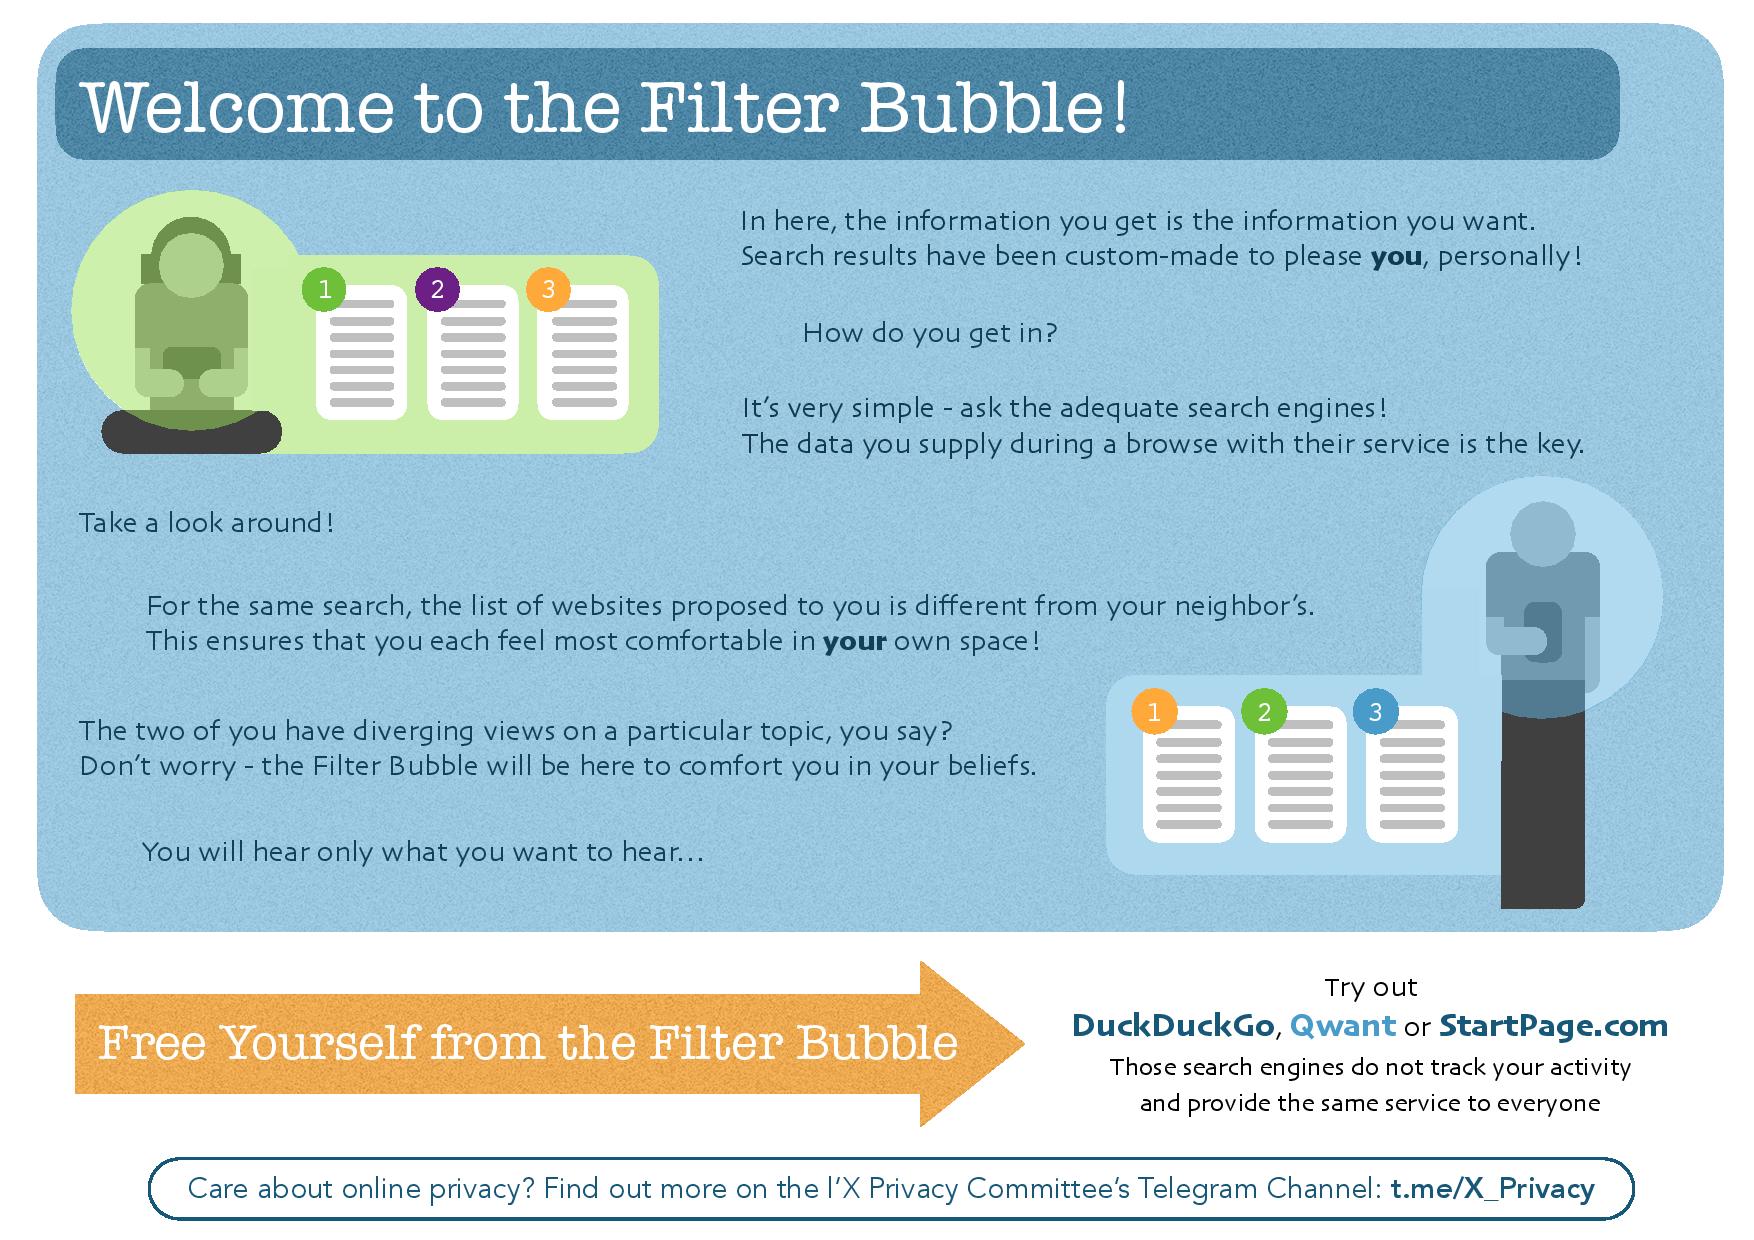 Welcome to the Filter Bubble!
1 2 3
In here, the information you get is the information you want.
Search results have been custom-made to please you, personally!
How do you get in?
It's very simple - ask the adequate search engines!
The data you supply during a browse with their service is the key.
Take a look around!
For the same search, the list of websites proposed to you is different from your neighbor's.
This ensures that you each feel most comfortable in your own space!
The two of you have diverging views on a particular topic, you say?
Don't worry - the Filter Bubble will be here to comfort you in your beliefs.
You will hear only what you want to hear...
1 2 3
Free Yourself from the Filter Bubble
Try out
DuckDuckGo, Qwant or StartPage.com
Those search engines do not track your activity
and provide the same service to everyone
Care about online privacy? Find out more on the l'X Privacy Committee's Telegram Channel: t.me/X_Privacy